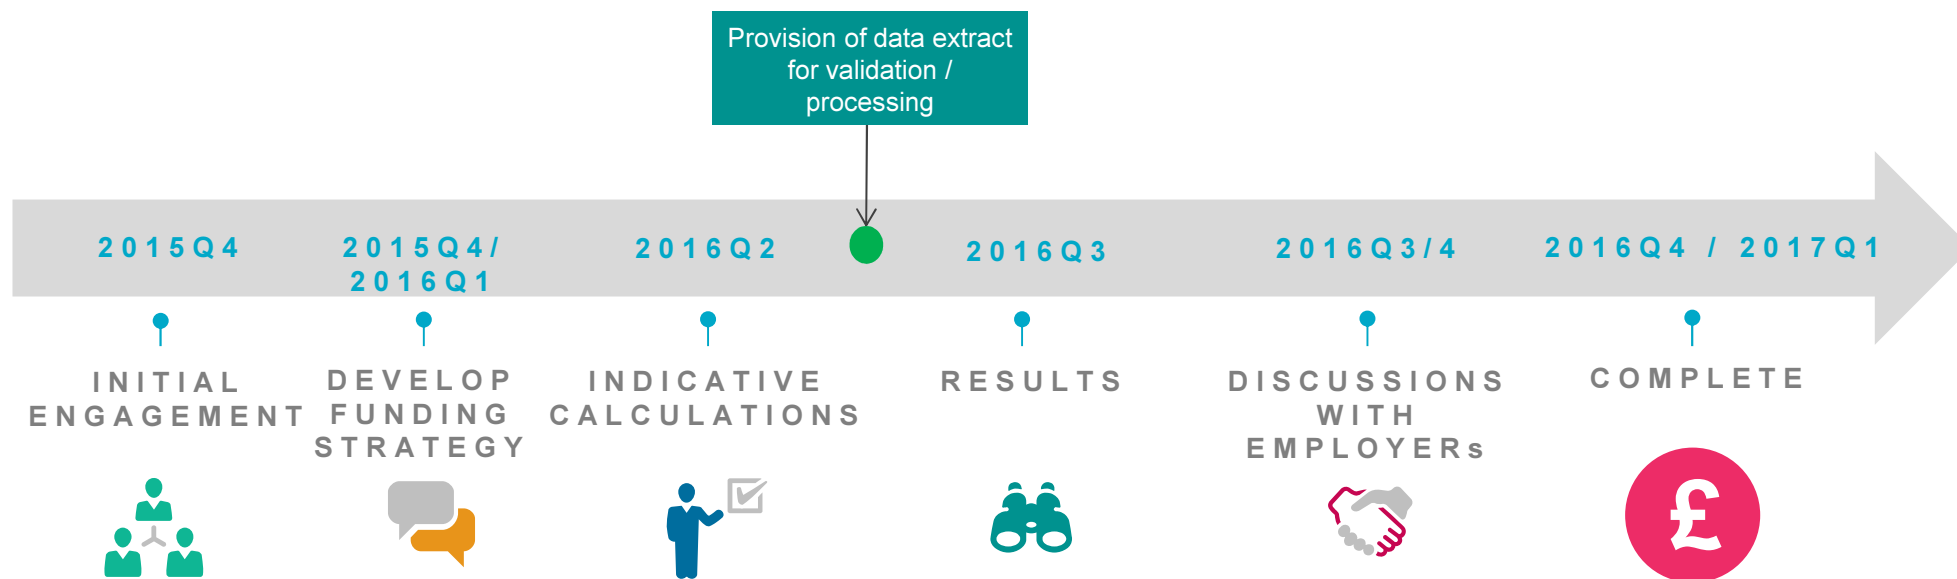 Provision of data extract
for validation /
processing
2015Q4
2015Q4/
2016Q1
2016Q2
2016Q3
2016Q3/4
2016Q4 / 2017Q1
INITIAL
ENGAGEMENT
DEVELOP
FUNDING
STRATEGY
INDICATIVE
CALCULATIONS
RESULTS
DISCUSSIONS
WITH
EMPLOYERs
COMPLETE
£